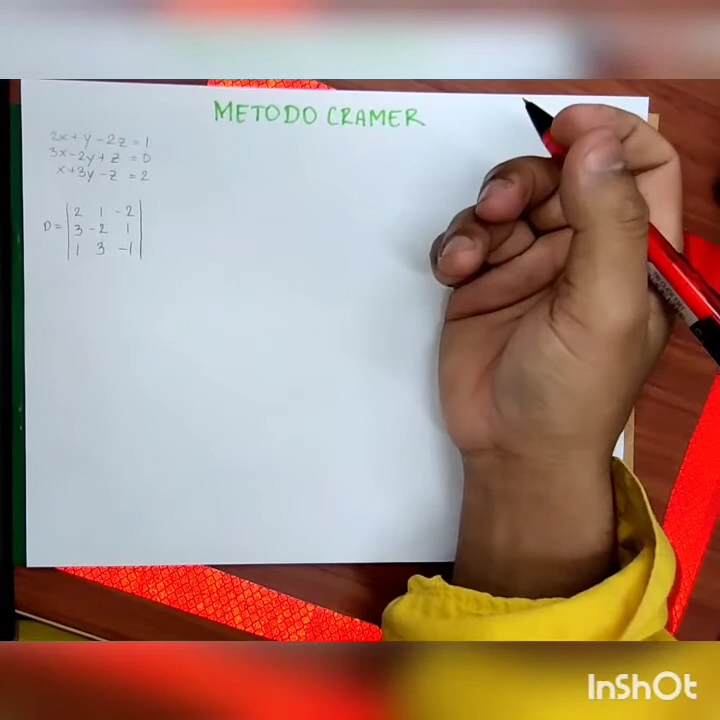 METODO CRAMER
2x+y-2z=1
3x-2y+z=0
x+3y-z=2
D=|2 1 -2|
|3 -2 1|
|1 3 -1|
InShOt